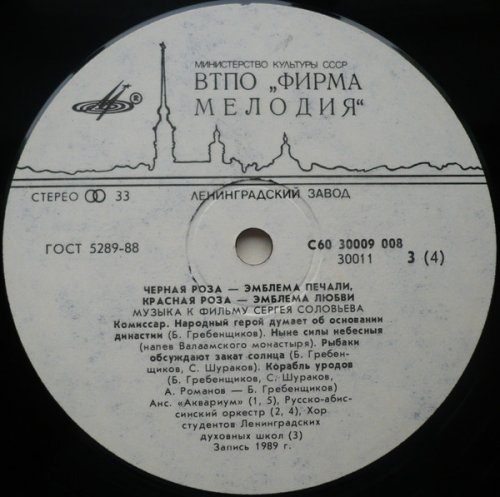 МИНИСТЕРСТВО КУЛЬТУРЫ СССР
ВТПО „ФИРМА
МЕЛОДИЯ“
®
СТЕРЕО 33
ЛЕНИНГРАДСКИЙ ЗАВОД
ГОСТ 5289-88
С60 30009 008
30011 3 (4)
ЧЕРНАЯ РОЗА — ЭМБЛЕМА ПЕЧАЛИ,
КРАСНАЯ РОЗА — ЭМБЛЕМА ЛЮБВИ
МУЗЫКА К ФИЛЬМУ СЕРГЕЯ СОЛОВЬЕВА
Комиссар. Народный герой думает об основании
династии (Б. Гребенщиков). Ныне силы небесные
(напев Валаамского монастыря). Рыбаки
обсуждают закат солнца (Б. Гребен-
щиков, С. Шураков). Корабль уродов
(Б. Гребенщиков, С. Шураков,
А. Романов — Б. Гребенщиков)
Анс. «Аквариум» (1, 5), Русско-абис-
синский оркестр (2, 4), Хор
студентов Ленинградских
духовных школ (3)
Запись 1989 г.